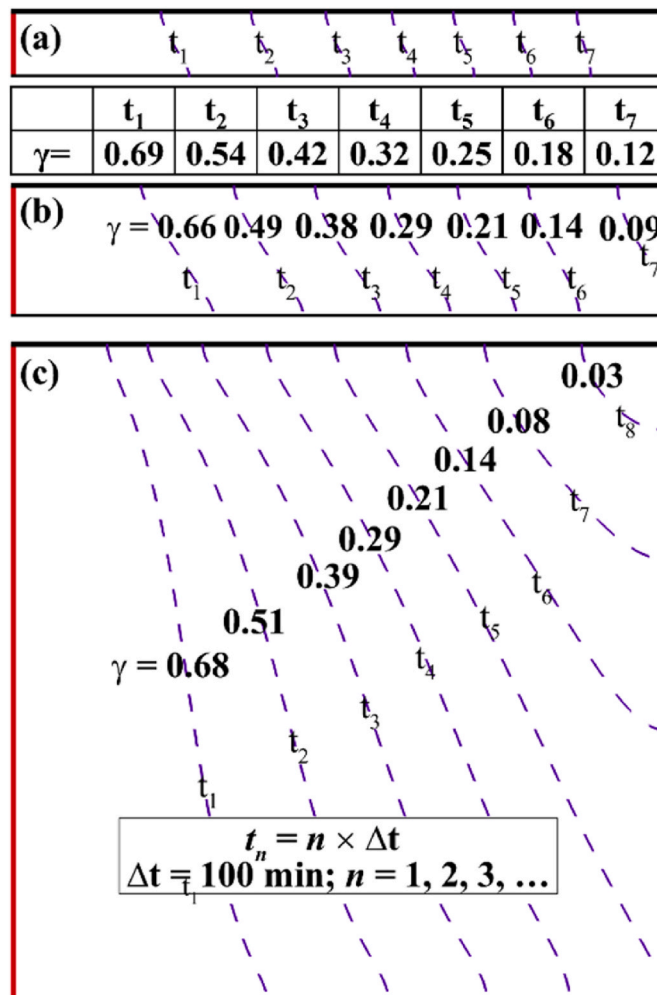 (a) t₁ t₂ t₃ t₄ t₅ t₆ t₇
t₁ t₂ t₃ t₄ t₅ t₆ t₇
γ= 0.69 0.54 0.42 0.32 0.25 0.18 0.12
(b) γ = 0.66 0.49 0.38 0.29 0.21 0.14 0.09
t₁ t₂ t₃ t₄ t₅ t₆ t₇
(c)
0.03
t₈
0.08
0.14
0.21
t₇
0.29
0.39
t₆
0.51
t₅
γ = 0.68
t₄
t₃
t₂
t₁
tₙ = n × Δt
Δt = 100 min; n = 1, 2, 3, …
t₁